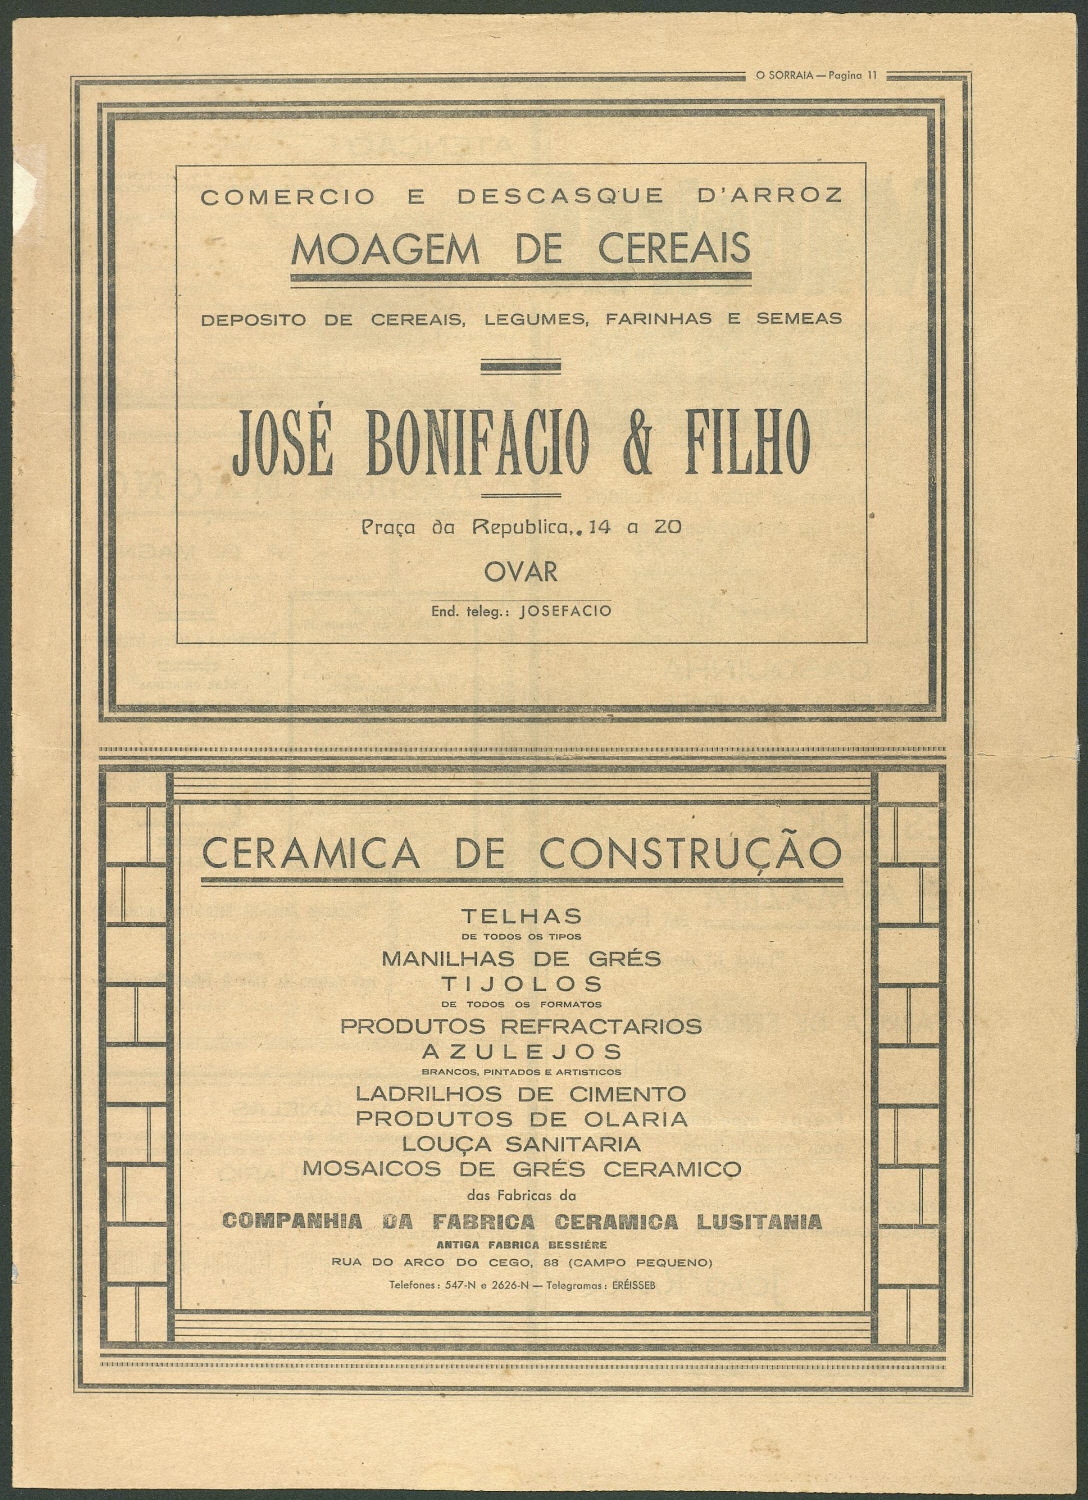 O SORRAIA — Pagina 11
COMERCIO E DESCASQUE D'ARROZ
MOAGEM DE CEREAIS
DEPOSITO DE CEREAIS, LEGUMES, FARINHAS E SEMEAS
JOSÉ BONIFACIO & FILHO
Praça da Republica, 14 a 20
OVAR
End. teleg.: JOSEFACIO
CERAMICA DE CONSTRUÇÃO
TELHAS
DE TODOS OS TIPOS
MANILHAS DE GRÉS
TIJOLOS
DE TODOS OS FORMATOS
PRODUTOS REFRACTARIOS
AZULEJOS
BRANCOS, PINTADOS E ARTISTICOS
LADRILHOS DE CIMENTO
PRODUTOS DE OLARIA
LOUÇA SANITARIA
MOSAICOS DE GRÉS CERAMICO
das Fabricas da
COMPANHIA DA FABRICA CERAMICA LUSITANIA
ANTIGA FABRICA BESSIÉRE
RUA DO ARCO DO CEGO, 88 (CAMPO PEQUENO)
Telefones: 547-N e 2626-N — Telegramas: ERÉISSEB